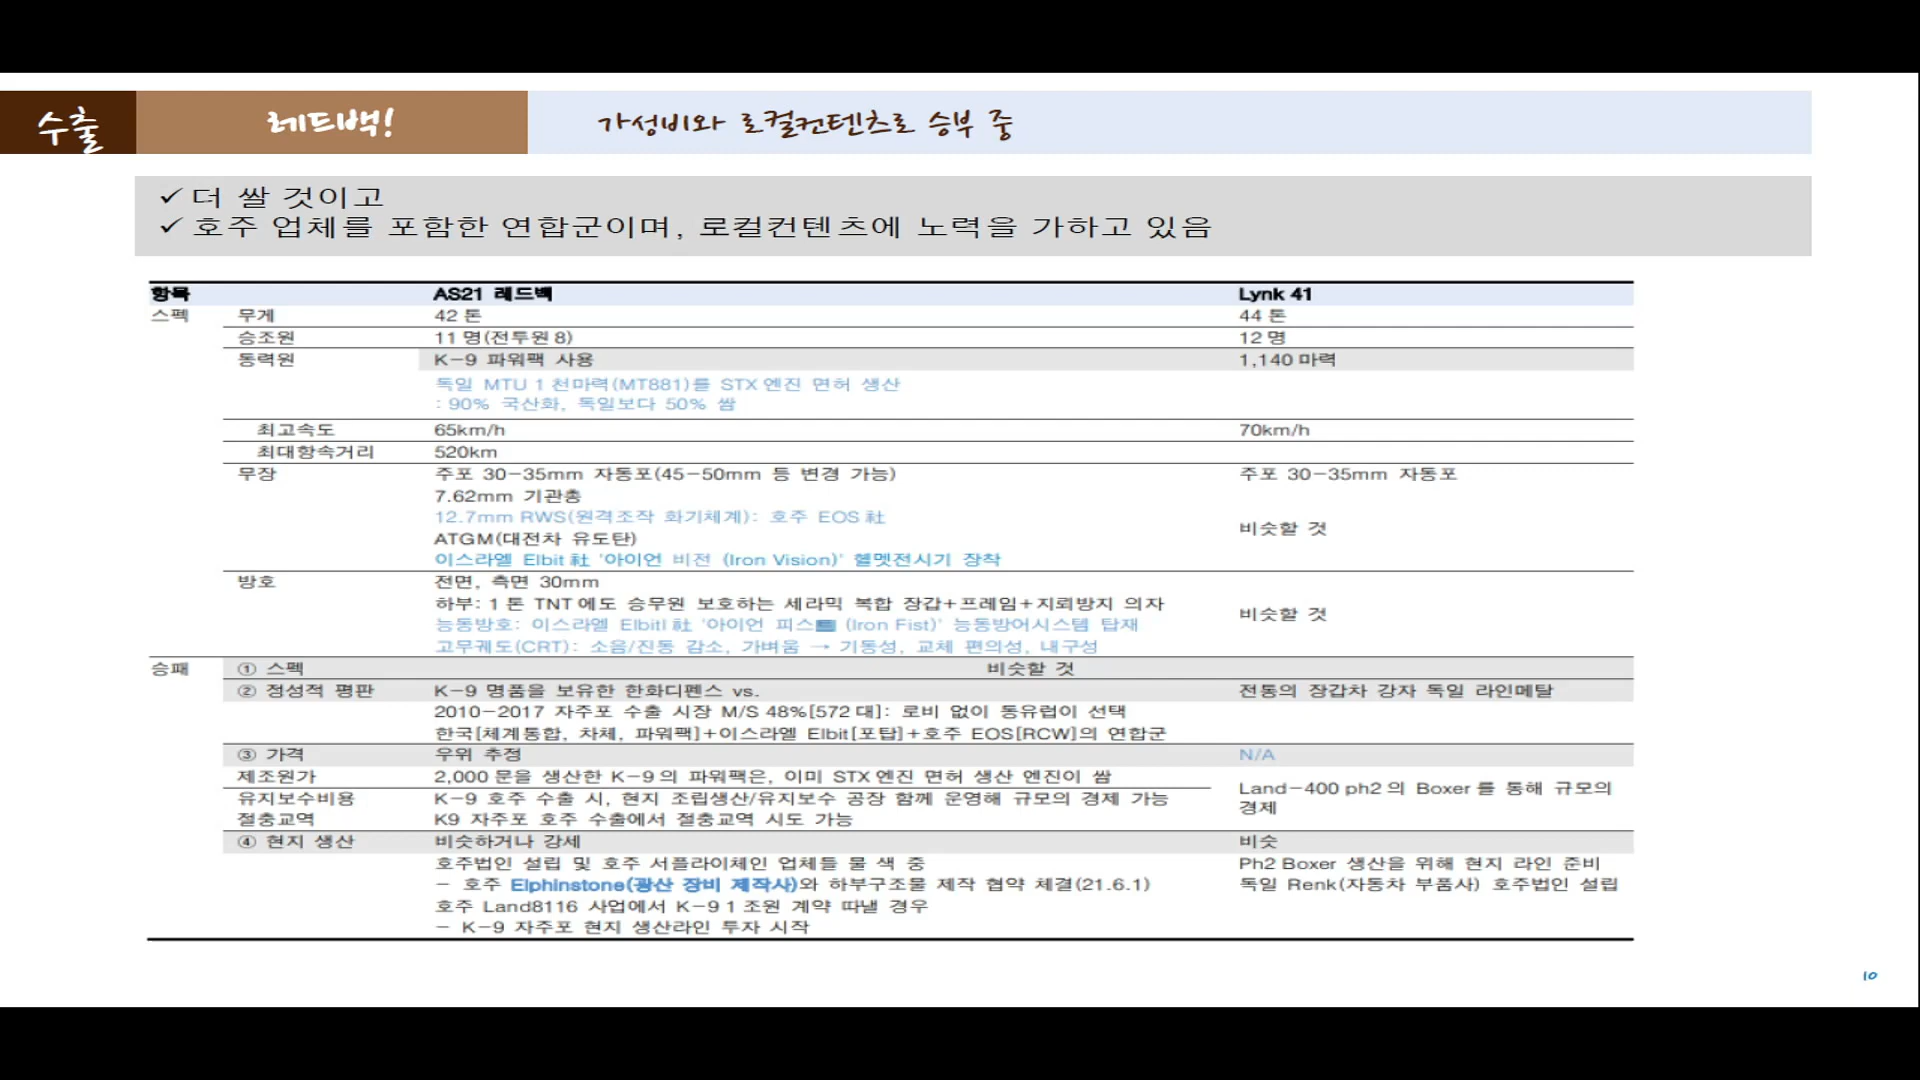 수출
레드백!
가성비와 로컬컨텐츠로 승부 중
✓ 더 쌀 것이고
✓ 호주 업체를 포함한 연합군이며, 로컬컨텐츠에 노력을 가하고 있음
항목 AS21 레드백 Lynk 41
스펙 무게 42 톤 44 톤
승조원 11 명(전투원 8) 12 명
동력원 K-9 파워팩 사용 1,140 마력
독일 MTU 1 천마력(MT881)를 STX 엔진 면허 생산
: 90% 국산화, 독일보다 50% 쌈
최고속도 65km/h 70km/h
최대항속거리 520km
무장 주포 30-35mm 자동포(45-50mm 등 변경 가능) 주포 30-35mm 자동포
7.62mm 기관총
12.7mm RWS(원격조작 화기체계): 호주 EOS 社
비슷할 것
ATGM(대전차 유도탄)
이스라엘 Elbit 社 '아이언 비전 (Iron Vision)' 헬멧전시기 장착
방호 전면, 측면 30mm
하부: 1 톤 TNT 에도 승무원 보호하는 세라믹 복합 장갑+프레임+지뢰방지 의자
비슷할 것
능동방호: 이스라엘 ElbitI 社 '아이언 피스트 (Iron Fist)' 능동방어시스템 탑재
고무궤도(CRT): 소음/진동 감소, 가벼움 → 기동성, 교체 편의성, 내구성
승패 ① 스펙 비슷할 것
② 정성적 평판 K-9 명품을 보유한 한화디펜스 vs. 전통의 장갑차 강자 독일 라인메탈
2010-2017 자주포 수출 시장 M/S 48%[572 대]: 로비 없이 동유럽이 선택
한국[체계통합, 차체, 파워팩]+이스라엘 Elbit[포탑]+호주 EOS[RCW]의 연합군
③ 가격 우위 추정 N/A
제조원가 2,000 문을 생산한 K-9 의 파워팩은, 이미 STX 엔진 면허 생산 엔진이 쌈
Land-400 ph2 의 Boxer 를 통해 규모의
경제
유지보수비용 K-9 호주 수출 시, 현지 조립생산/유지보수 공장 함께 운영해 규모의 경제 가능
절충교역 K9 자주포 호주 수출에서 절충교역 시도 가능
④ 현지 생산 비슷하거나 강세 비슷
호주법인 설립 및 호주 서플라이체인 업체들 물 색 중 Ph2 Boxer 생산을 위해 현지 라인 준비
- 호주 Elphinstone(광산 장비 제작사)와 하부구조물 제작 협약 체결(21.6.1) 독일 Renk(자동차 부품사) 호주법인 설립
호주 Land8116 사업에서 K-9 1 조원 계약 따낼 경우
- K-9 자주포 현지 생산라인 투자 시작
10